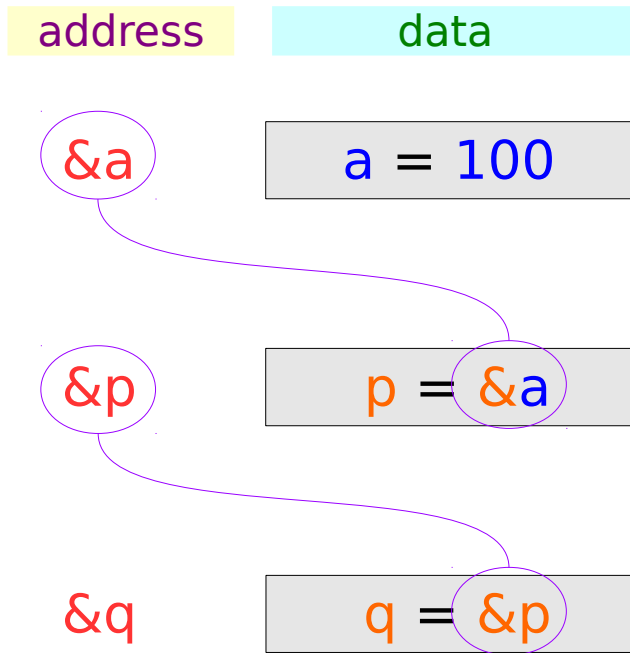 address data
&a a = 100
&p p = &a
&q q = &p